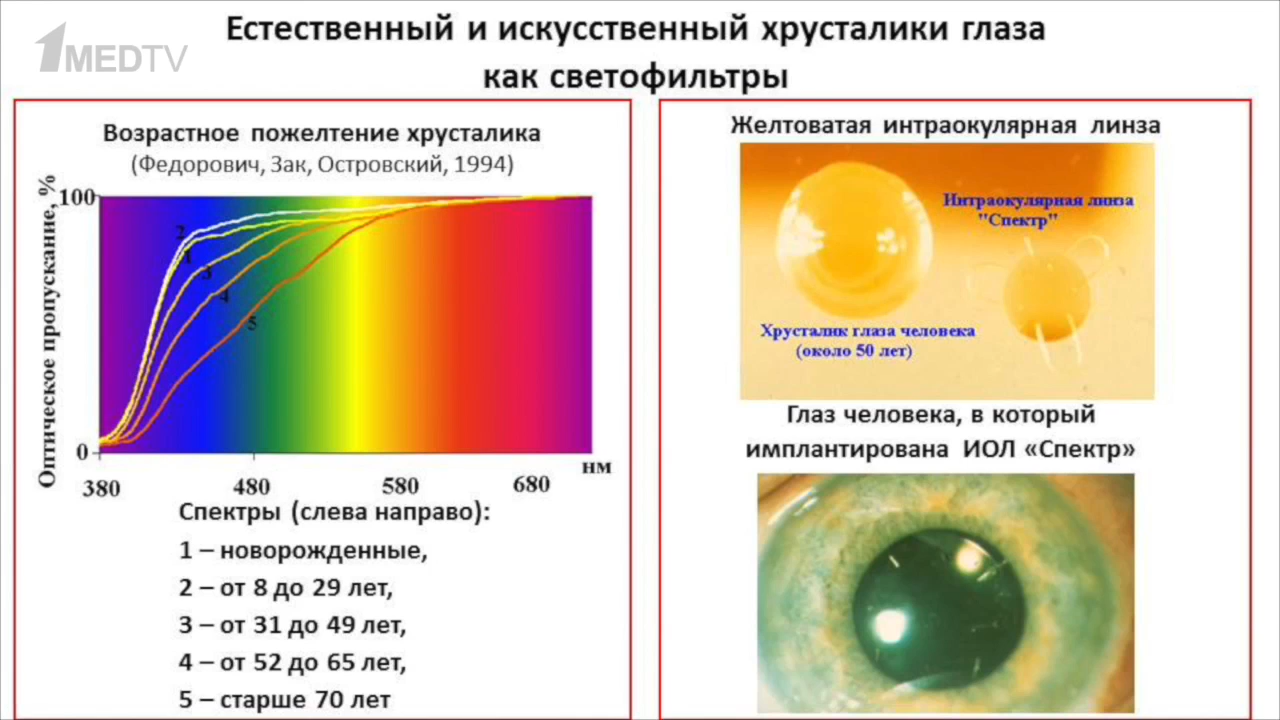 1MEDTV
Естественный и искусственный хрусталики глаза
как светофильтры
Возрастное пожелтение хрусталика
(Федорович, Зак, Островский, 1994)
Оптическое пропускание, %
100
2
1
3
4
5
0
нм
380 480 580 680
Спектры (слева направо):
1 – новорожденные,
2 – от 8 до 29 лет,
3 – от 31 до 49 лет,
4 – от 52 до 65 лет,
5 – старше 70 лет
Желтоватая интраокулярная линза
Интраокулярная линза
"Спектр"
Хрусталик глаза человека
(около 50 лет)
Глаз человека, в который
имплантирована ИОЛ «Спектр»